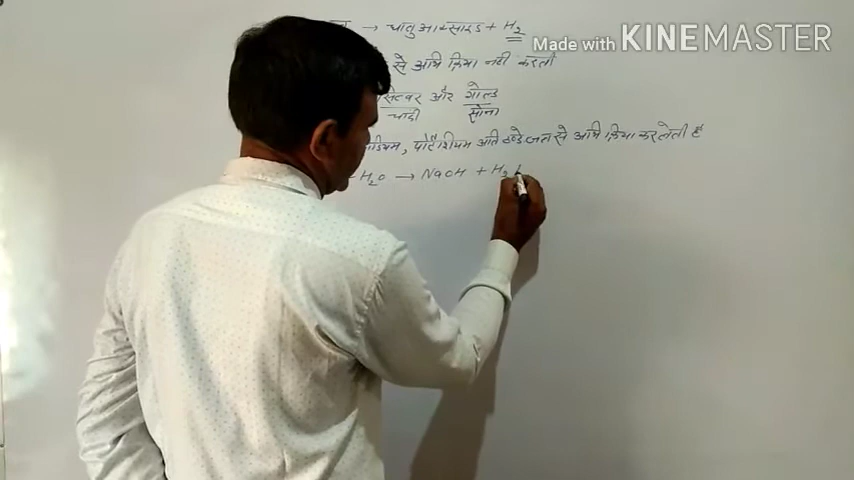 → धातु आक्साइड + H₂
Made with KINEMASTER
से अभि क्रिया नहीं करती
सिल्वर और गोल्ड
चांदी सोना
, पोटैशियम अति ठण्डे जल से अभि क्रिया कर लेती है
H₂O → NaOH + H₂